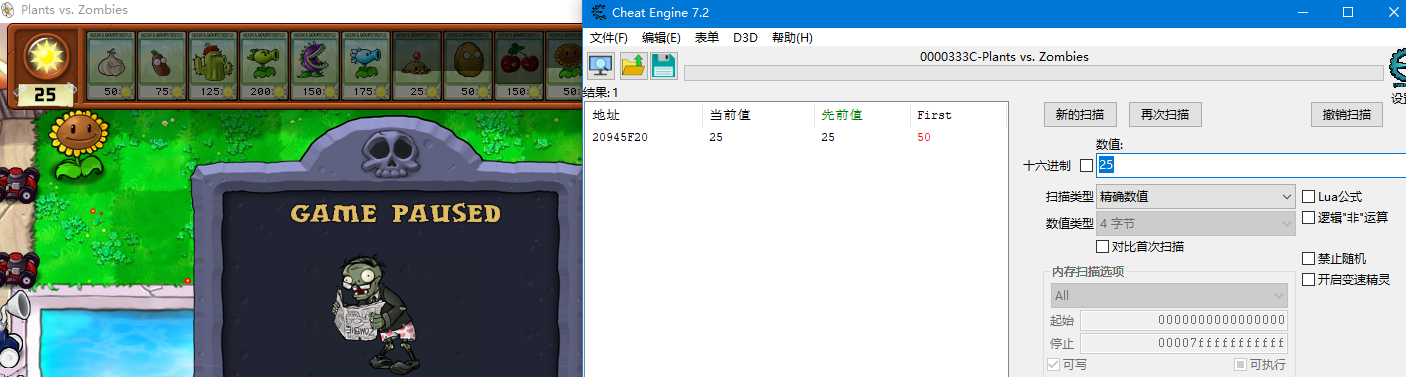 Plants vs. Zombies
25
50
75
125
200
150
175
25
50
150
50
GAME PAUSED
ZOMBIE
Cheat Engine 7.2
文件(F) 编辑(E) 表单 D3D 帮助(H)
0000333C-Plants vs. Zombies
结果: 1
地址 当前值 先前值 First
20945F20 25 25 50
设置
新的扫描 再次扫描 撤销扫描
数值:
十六进制 25
扫描类型 精确数值 Lua公式
数值类型 4 字节 逻辑"非"运算
对比首次扫描
内存扫描选项 禁止随机
All 开启变速精灵
起始 0000000000000000
停止 00007fffffffffff
可写 可执行